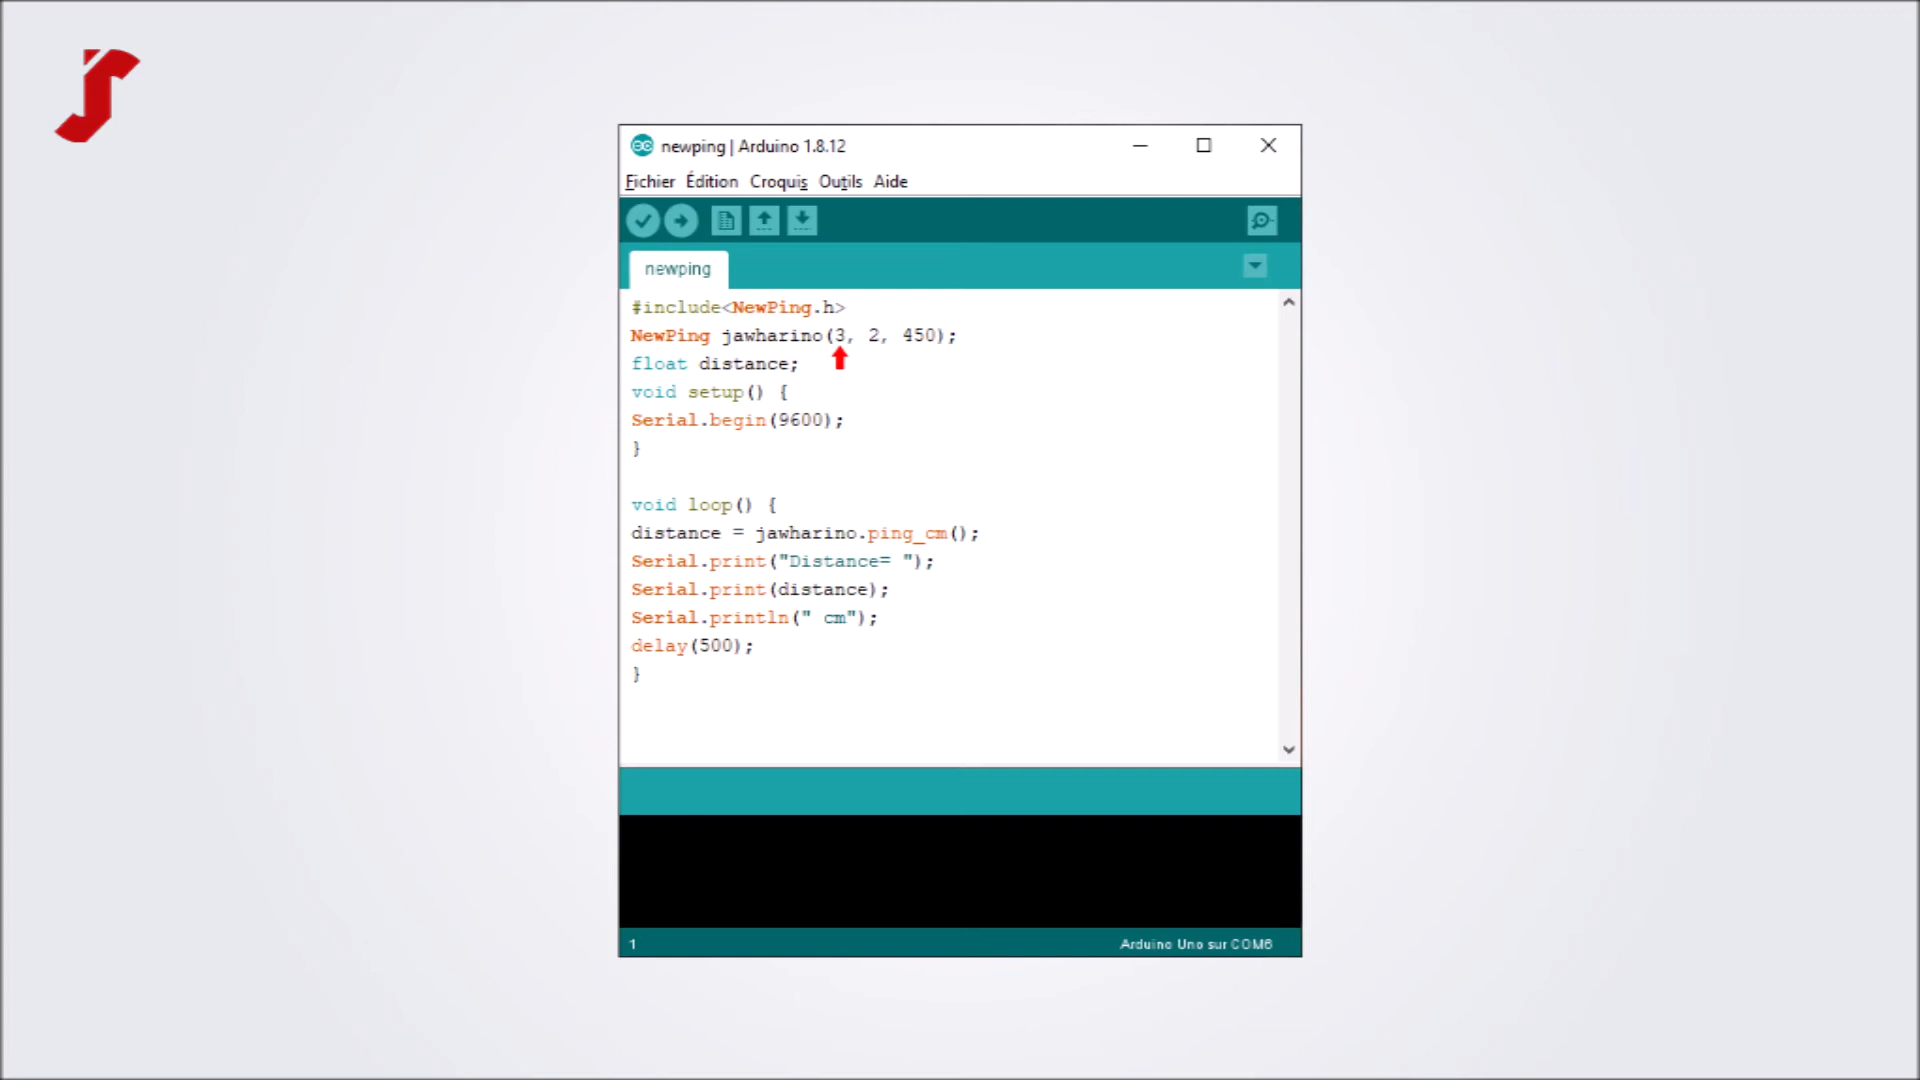 newping | Arduino 1.8.12
Fichier Édition Croquis Outils Aide
newping
#include<NewPing.h>
NewPing jawharino(3, 2, 450);
float distance;
void setup() {
Serial.begin(9600);
}
void loop() {
distance = jawharino.ping_cm();
Serial.print("Distance= ");
Serial.print(distance);
Serial.println(" cm");
delay(500);
}
1 Arduino Uno sur COM6